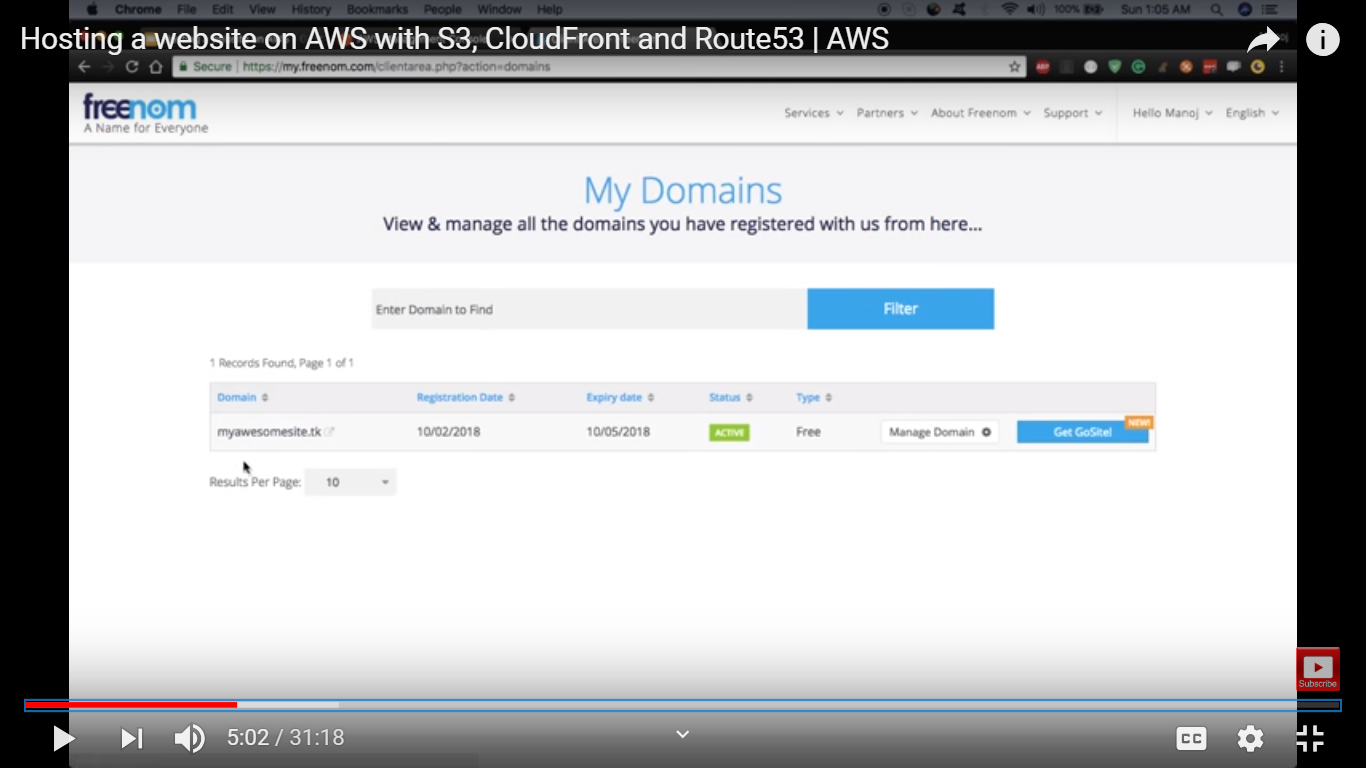 Chrome File Edit View History Bookmarks People Window Help 100% Sun 1:05 AM
Hosting a website on AWS with S3, CloudFront and Route53 | AWS
Secure | https://my.freenom.com/clientarea.php?action=domains
freenom
A Name for Everyone
Services Partners About Freenom Support Hello Manoj English
My Domains
View & manage all the domains you have registered with us from here...
Enter Domain to Find Filter
1 Records Found, Page 1 of 1
Domain Registration Date Expiry date Status Type
NEW!
myawesomesite.tk 10/02/2018 10/05/2018 ACTIVE Free Manage Domain Get GoSite!
Results Per Page: 10
Subscribe
5:02 / 31:18 CC